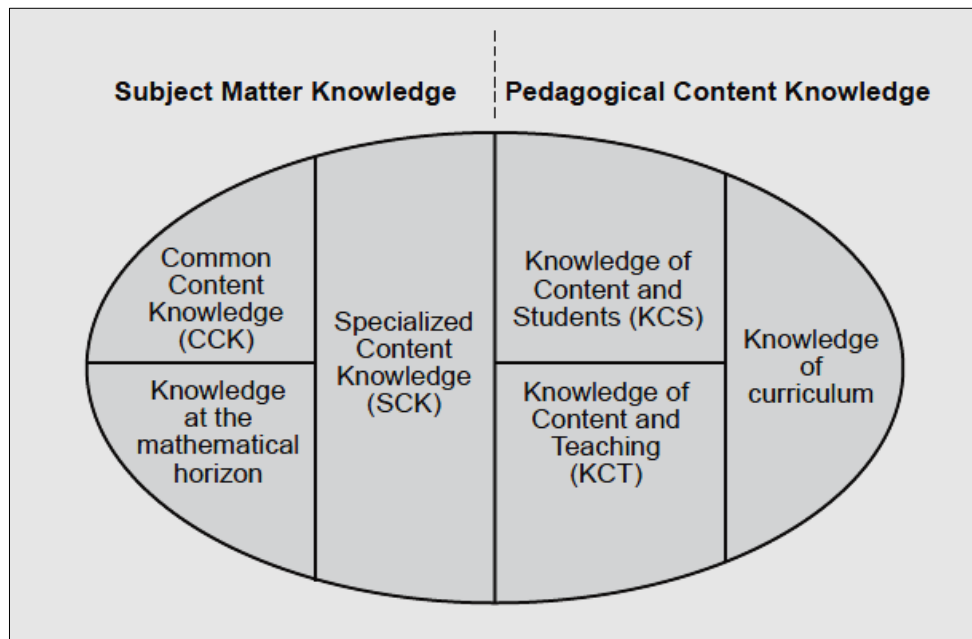 Subject Matter Knowledge
Pedagogical Content Knowledge
Common
Content
Knowledge
(CCK)
Knowledge
at the
mathematical
horizon
Specialized
Content
Knowledge
(SCK)
Knowledge of
Content and
Students (KCS)
Knowledge of
Content and
Teaching
(KCT)
Knowledge
of
curriculum